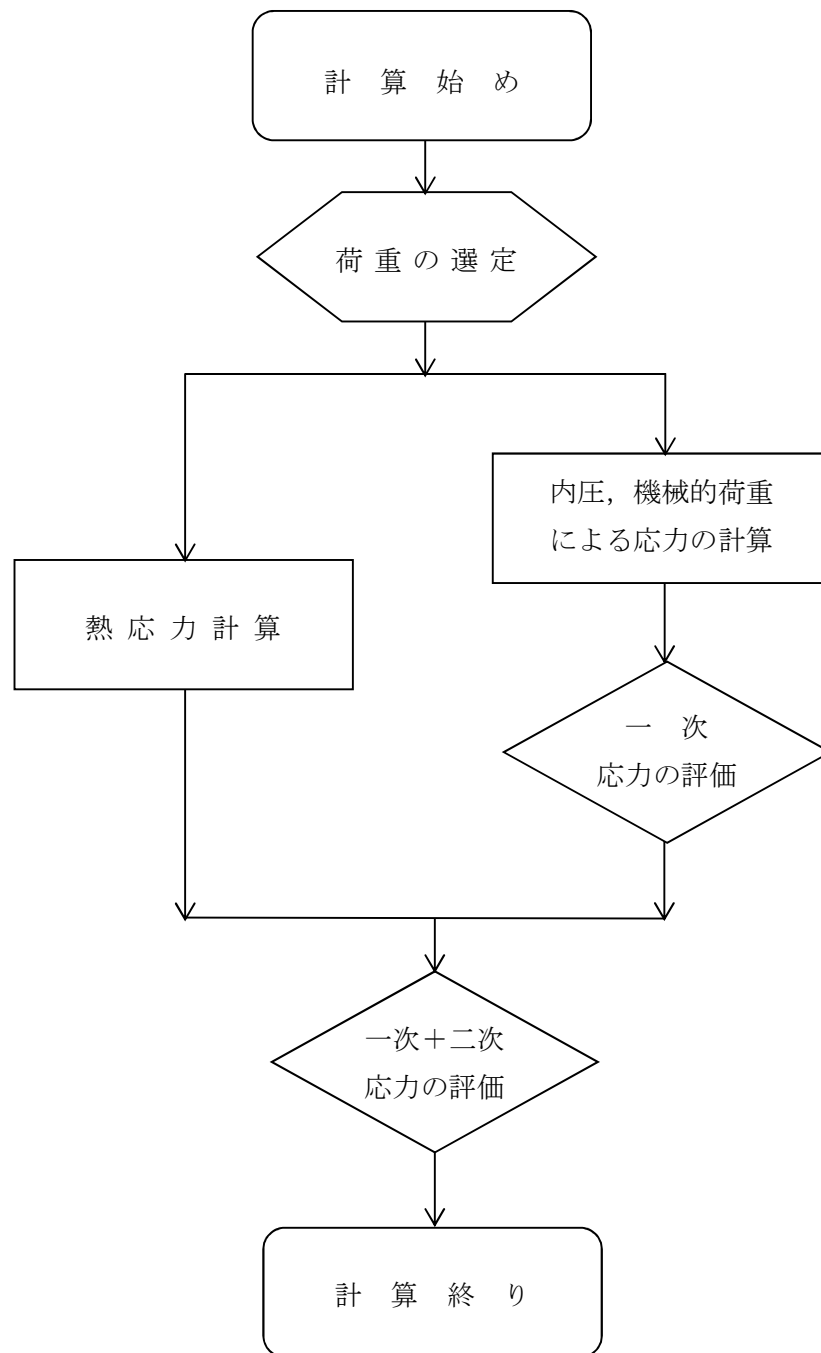 計算始め
荷重の選定
内圧，機械的荷重
による応力の計算
熱応力計算
一次
応力の評価
一次＋二次
応力の評価
計算終り